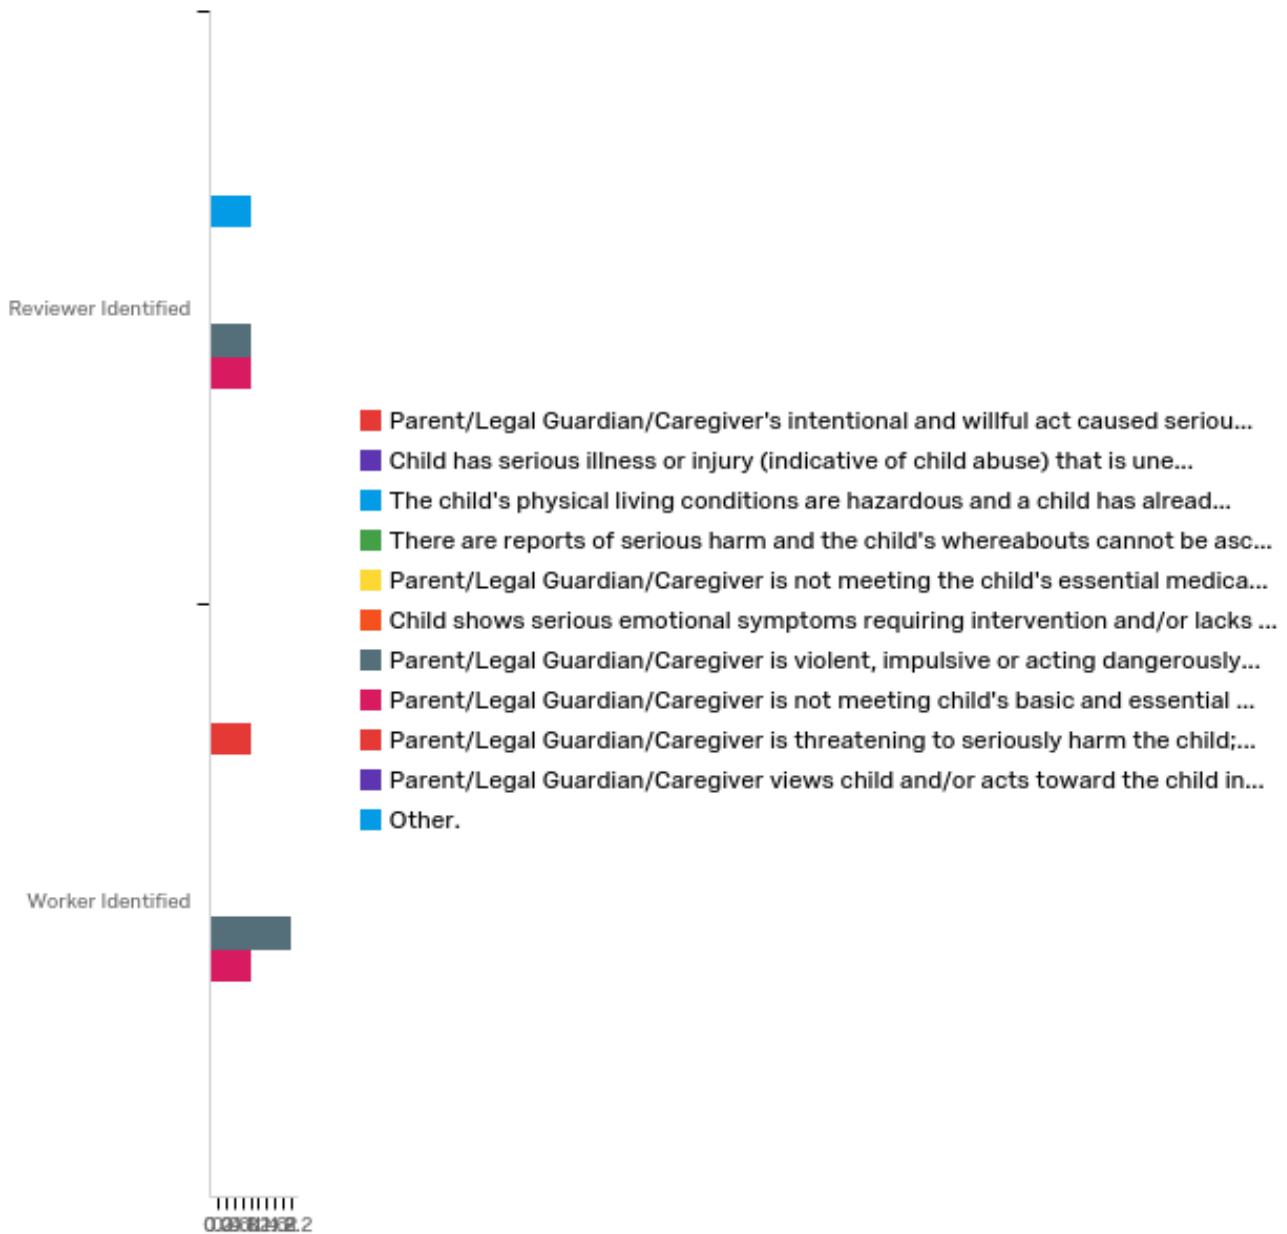 Reviewer Identified
Parent/Legal Guardian/Caregiver's intentional and willful act caused seriou...
Child has serious illness or injury (indicative of child abuse) that is une...
The child's physical living conditions are hazardous and a child has alread...
There are reports of serious harm and the child's whereabouts cannot be asc...
Parent/Legal Guardian/Caregiver is not meeting the child's essential medica...
Child shows serious emotional symptoms requiring intervention and/or lacks ...
Parent/Legal Guardian/Caregiver is violent, impulsive or acting dangerously...
Parent/Legal Guardian/Caregiver is not meeting child's basic and essential ...
Parent/Legal Guardian/Caregiver is threatening to seriously harm the child;...
Parent/Legal Guardian/Caregiver views child and/or acts toward the child in...
Other.
Worker Identified